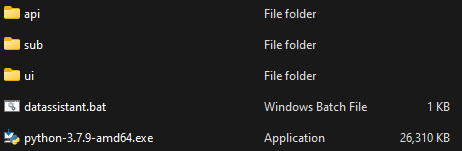 api File folder
sub File folder
ui File folder
datassistant.bat Windows Batch File 1 KB
python-3.7.9-amd64.exe Application 26,310 KB